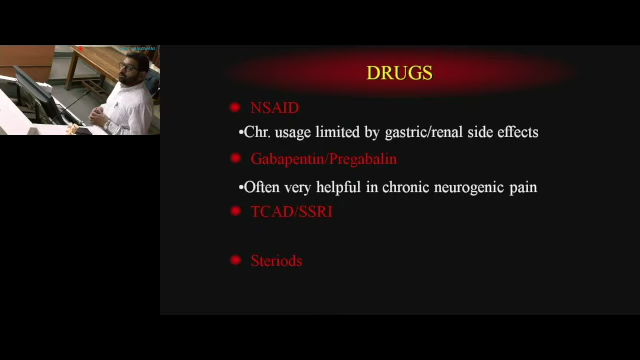 DRUGS
NSAID
•Chr. usage limited by gastric/renal side effects
Gabapentin/Pregabalin
•Often very helpful in chronic neurogenic pain
TCAD/SSRI
Steriods